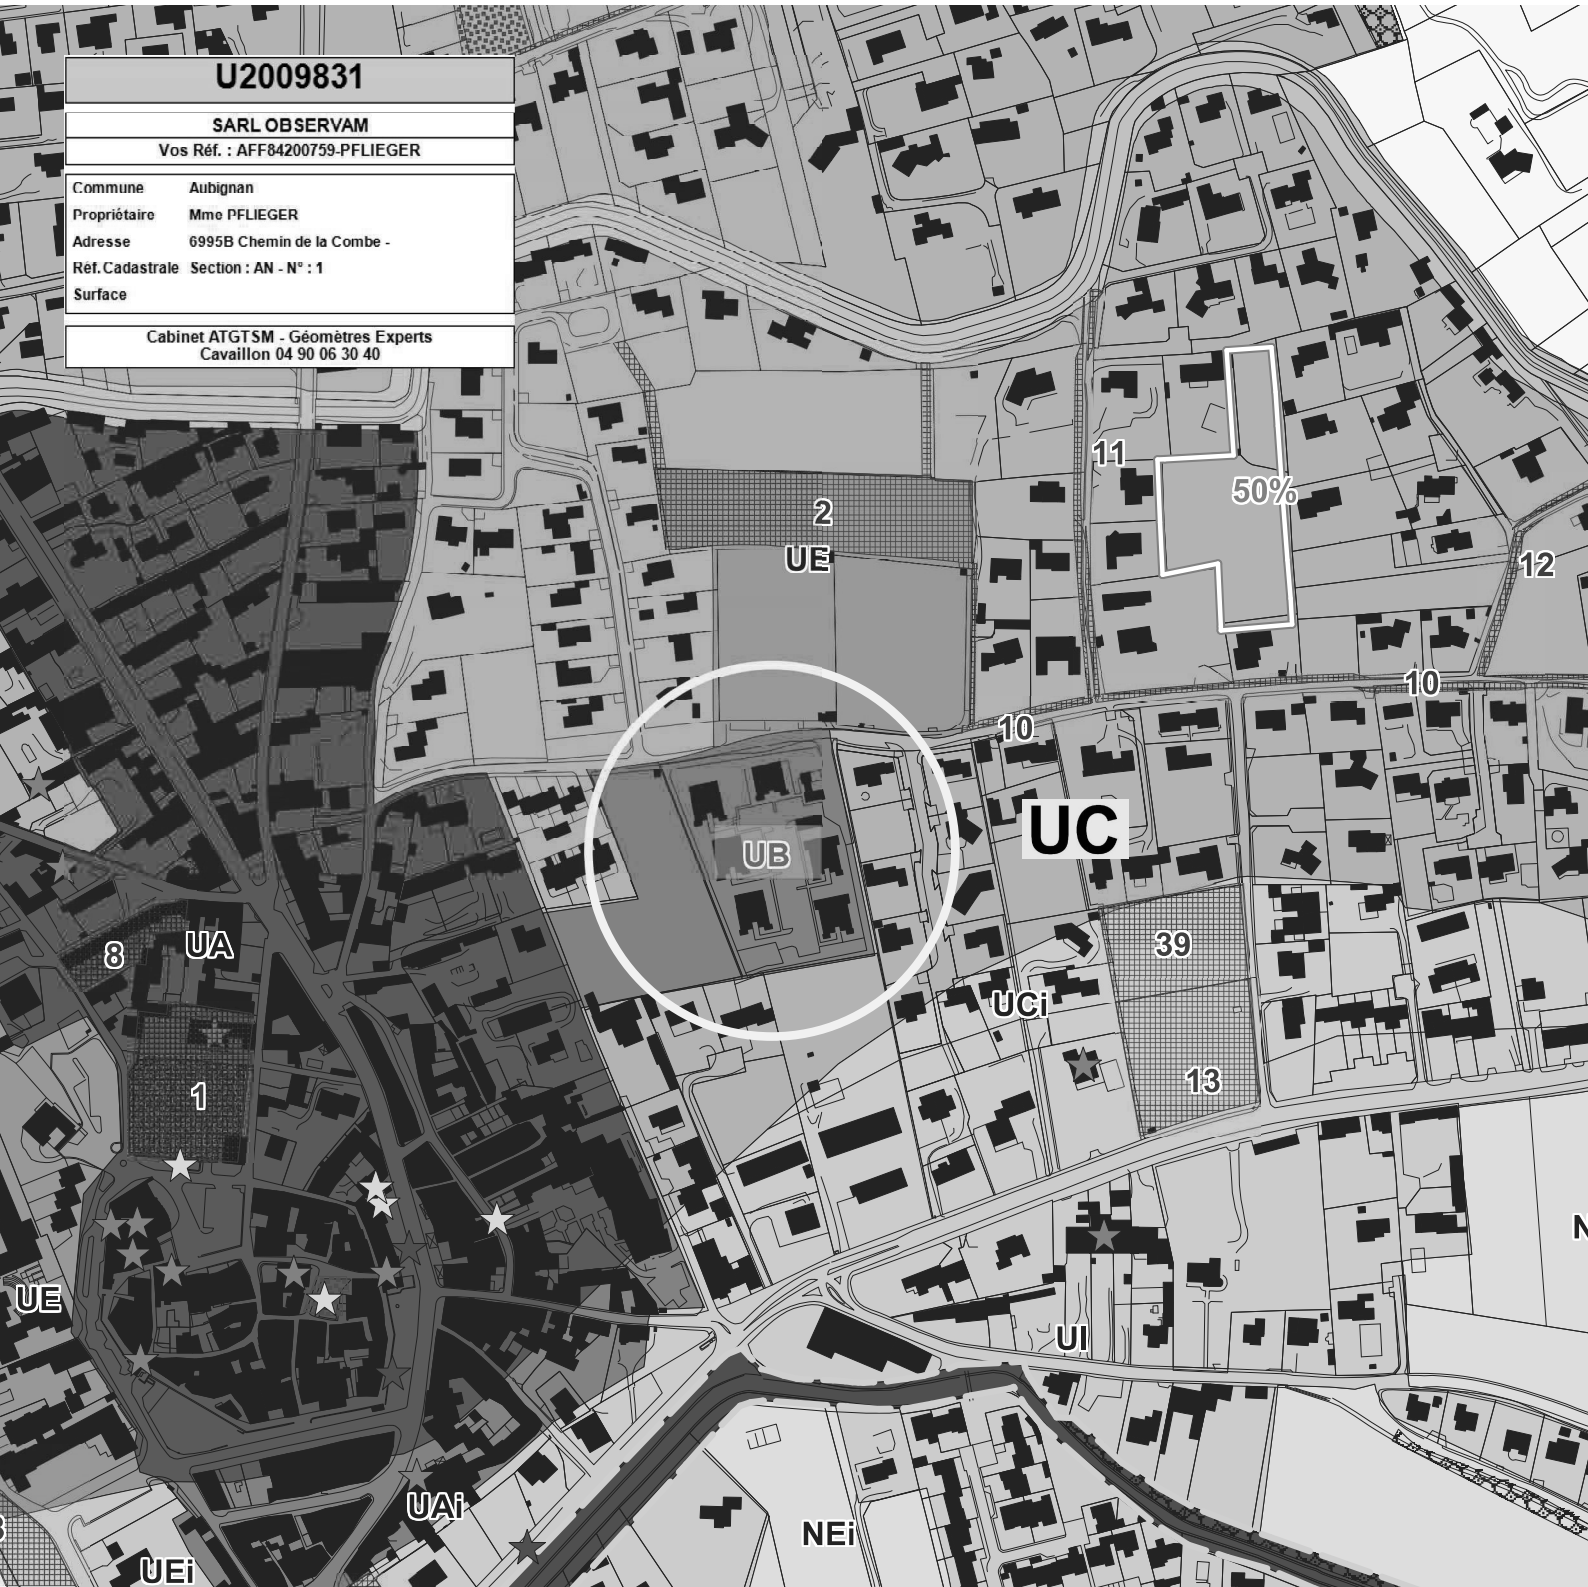 U2009831
SARL OBSERVAM
Vos Réf. : AFF84200759-PFLIEGER
Commune Aubignan
Propriétaire Mme PFLIEGER
Adresse 6995B Chemin de la Combe -
Réf. Cadastrale Section : AN - N° : 1
Surface
Cabinet ATGTSM - Géomètres Experts
Cavaillon 04 90 06 30 40
11
50%
2
UE
12
10
10
UC
UB
39
8
UA
UCi
13
1
UE
UI
UAi
NEi
UEi